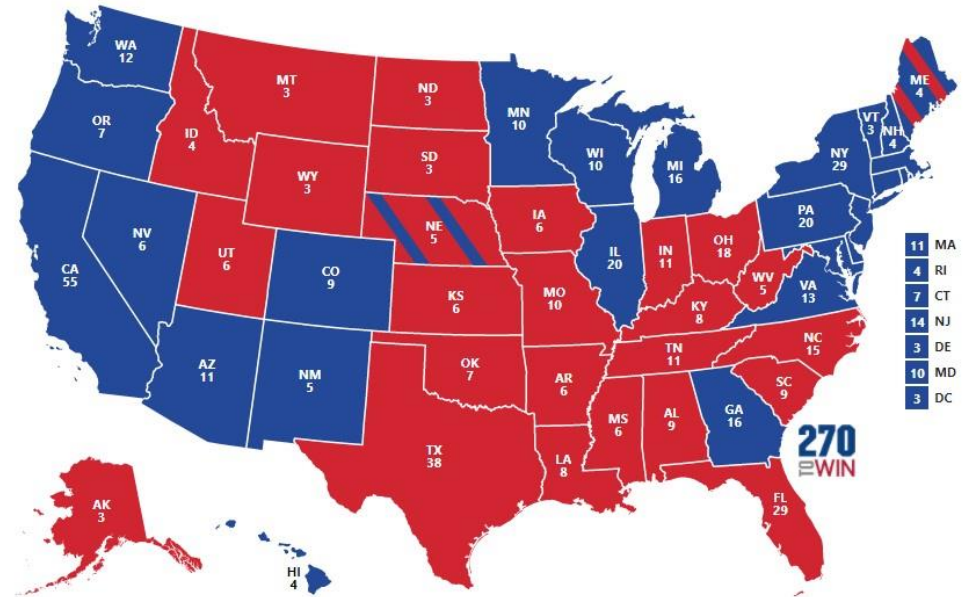 WA
12
OR
7
CA
55
NV
6
ID
4
MT
3
WY
3
UT
6
AZ
11
CO
9
NM
5
ND
3
SD
3
NE
5
KS
6
OK
7
TX
38
MN
10
IA
6
MO
10
AR
6
LA
8
WI
10
IL
20
MI
16
IN
11
OH
18
KY
8
TN
11
MS
6
AL
9
GA
16
FL
29
SC
9
NC
15
WV
5
VA
13
PA
20
NY
29
VT
3
NH
4
ME
4
11 MA
4 RI
7 CT
14 NJ
3 DE
10 MD
3 DC
AK
3
HI
4
270
TO WIN